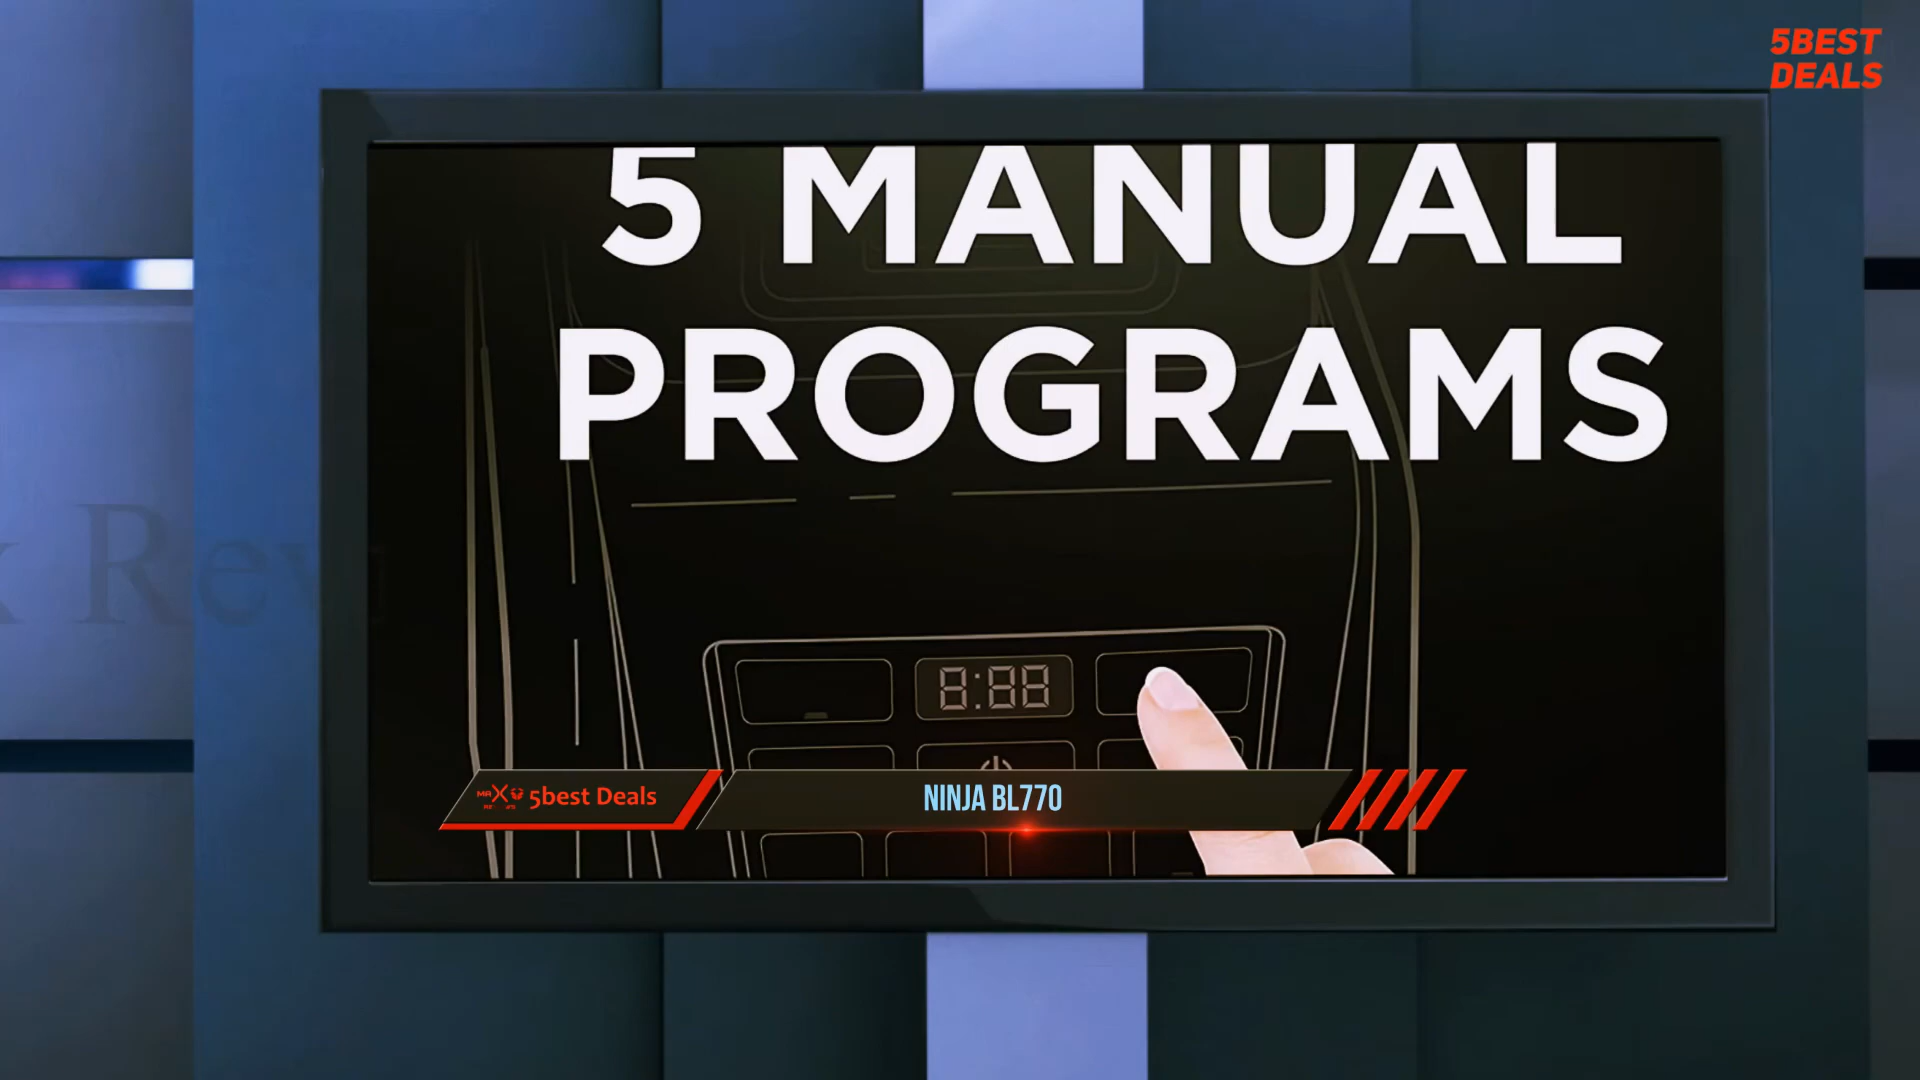 5BEST
DEALS
5 MANUAL
PROGRAMS
8:88
5best Deals
NINJA BL770